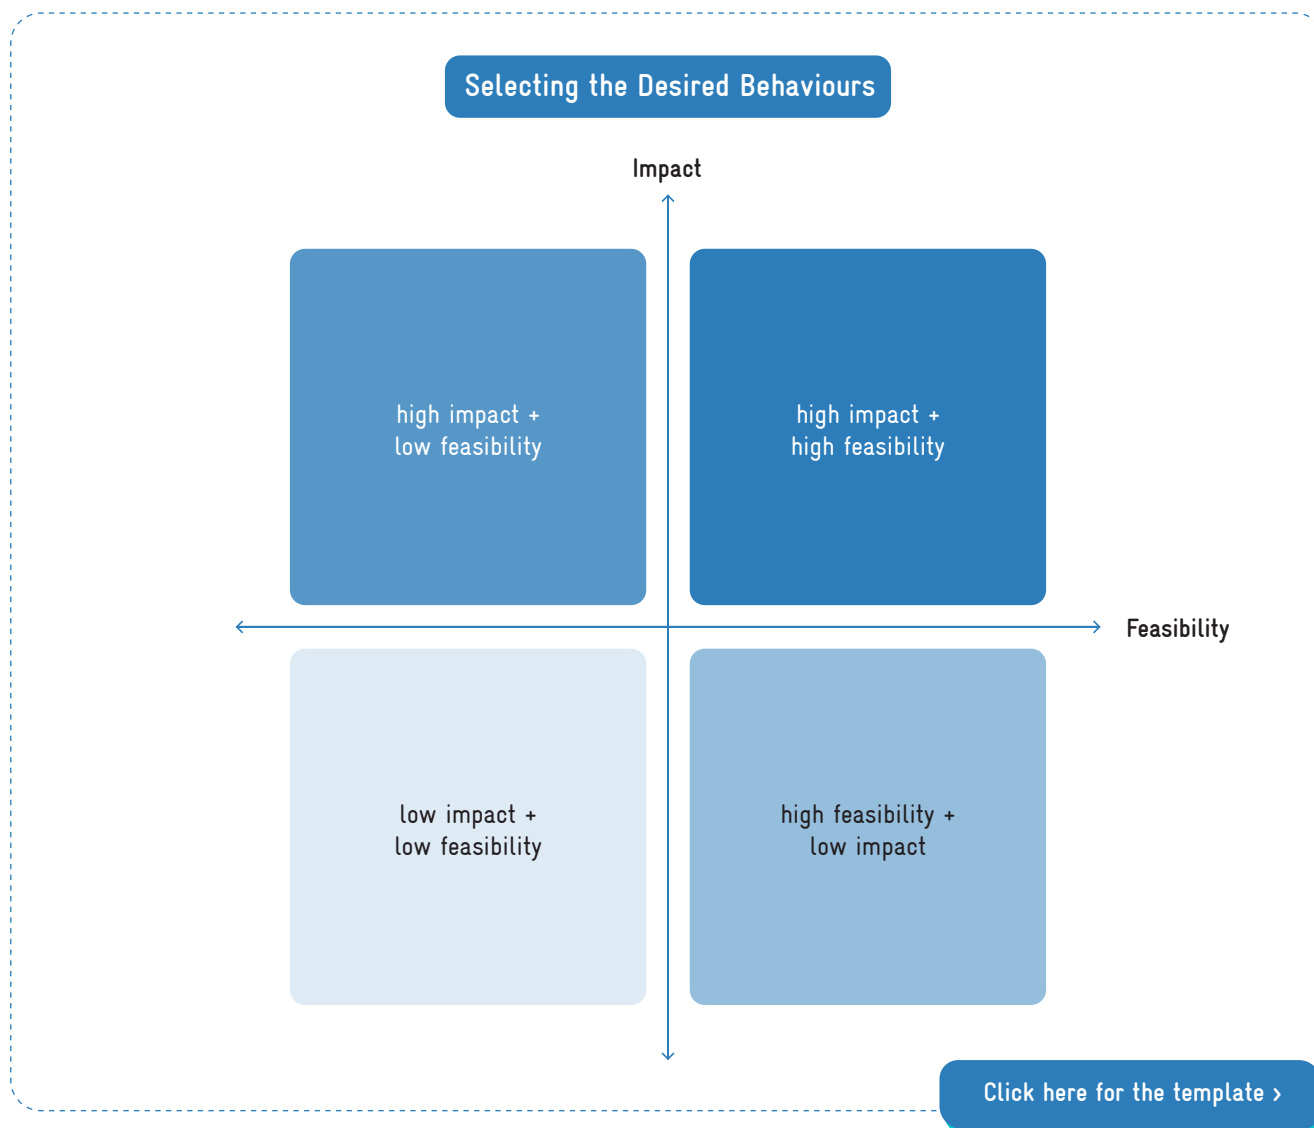 Selecting the Desired Behaviours
Impact
high impact +
low feasibility
high impact +
high feasibility
Feasibility
low impact +
low feasibility
high feasibility +
low impact
Click here for the template ›